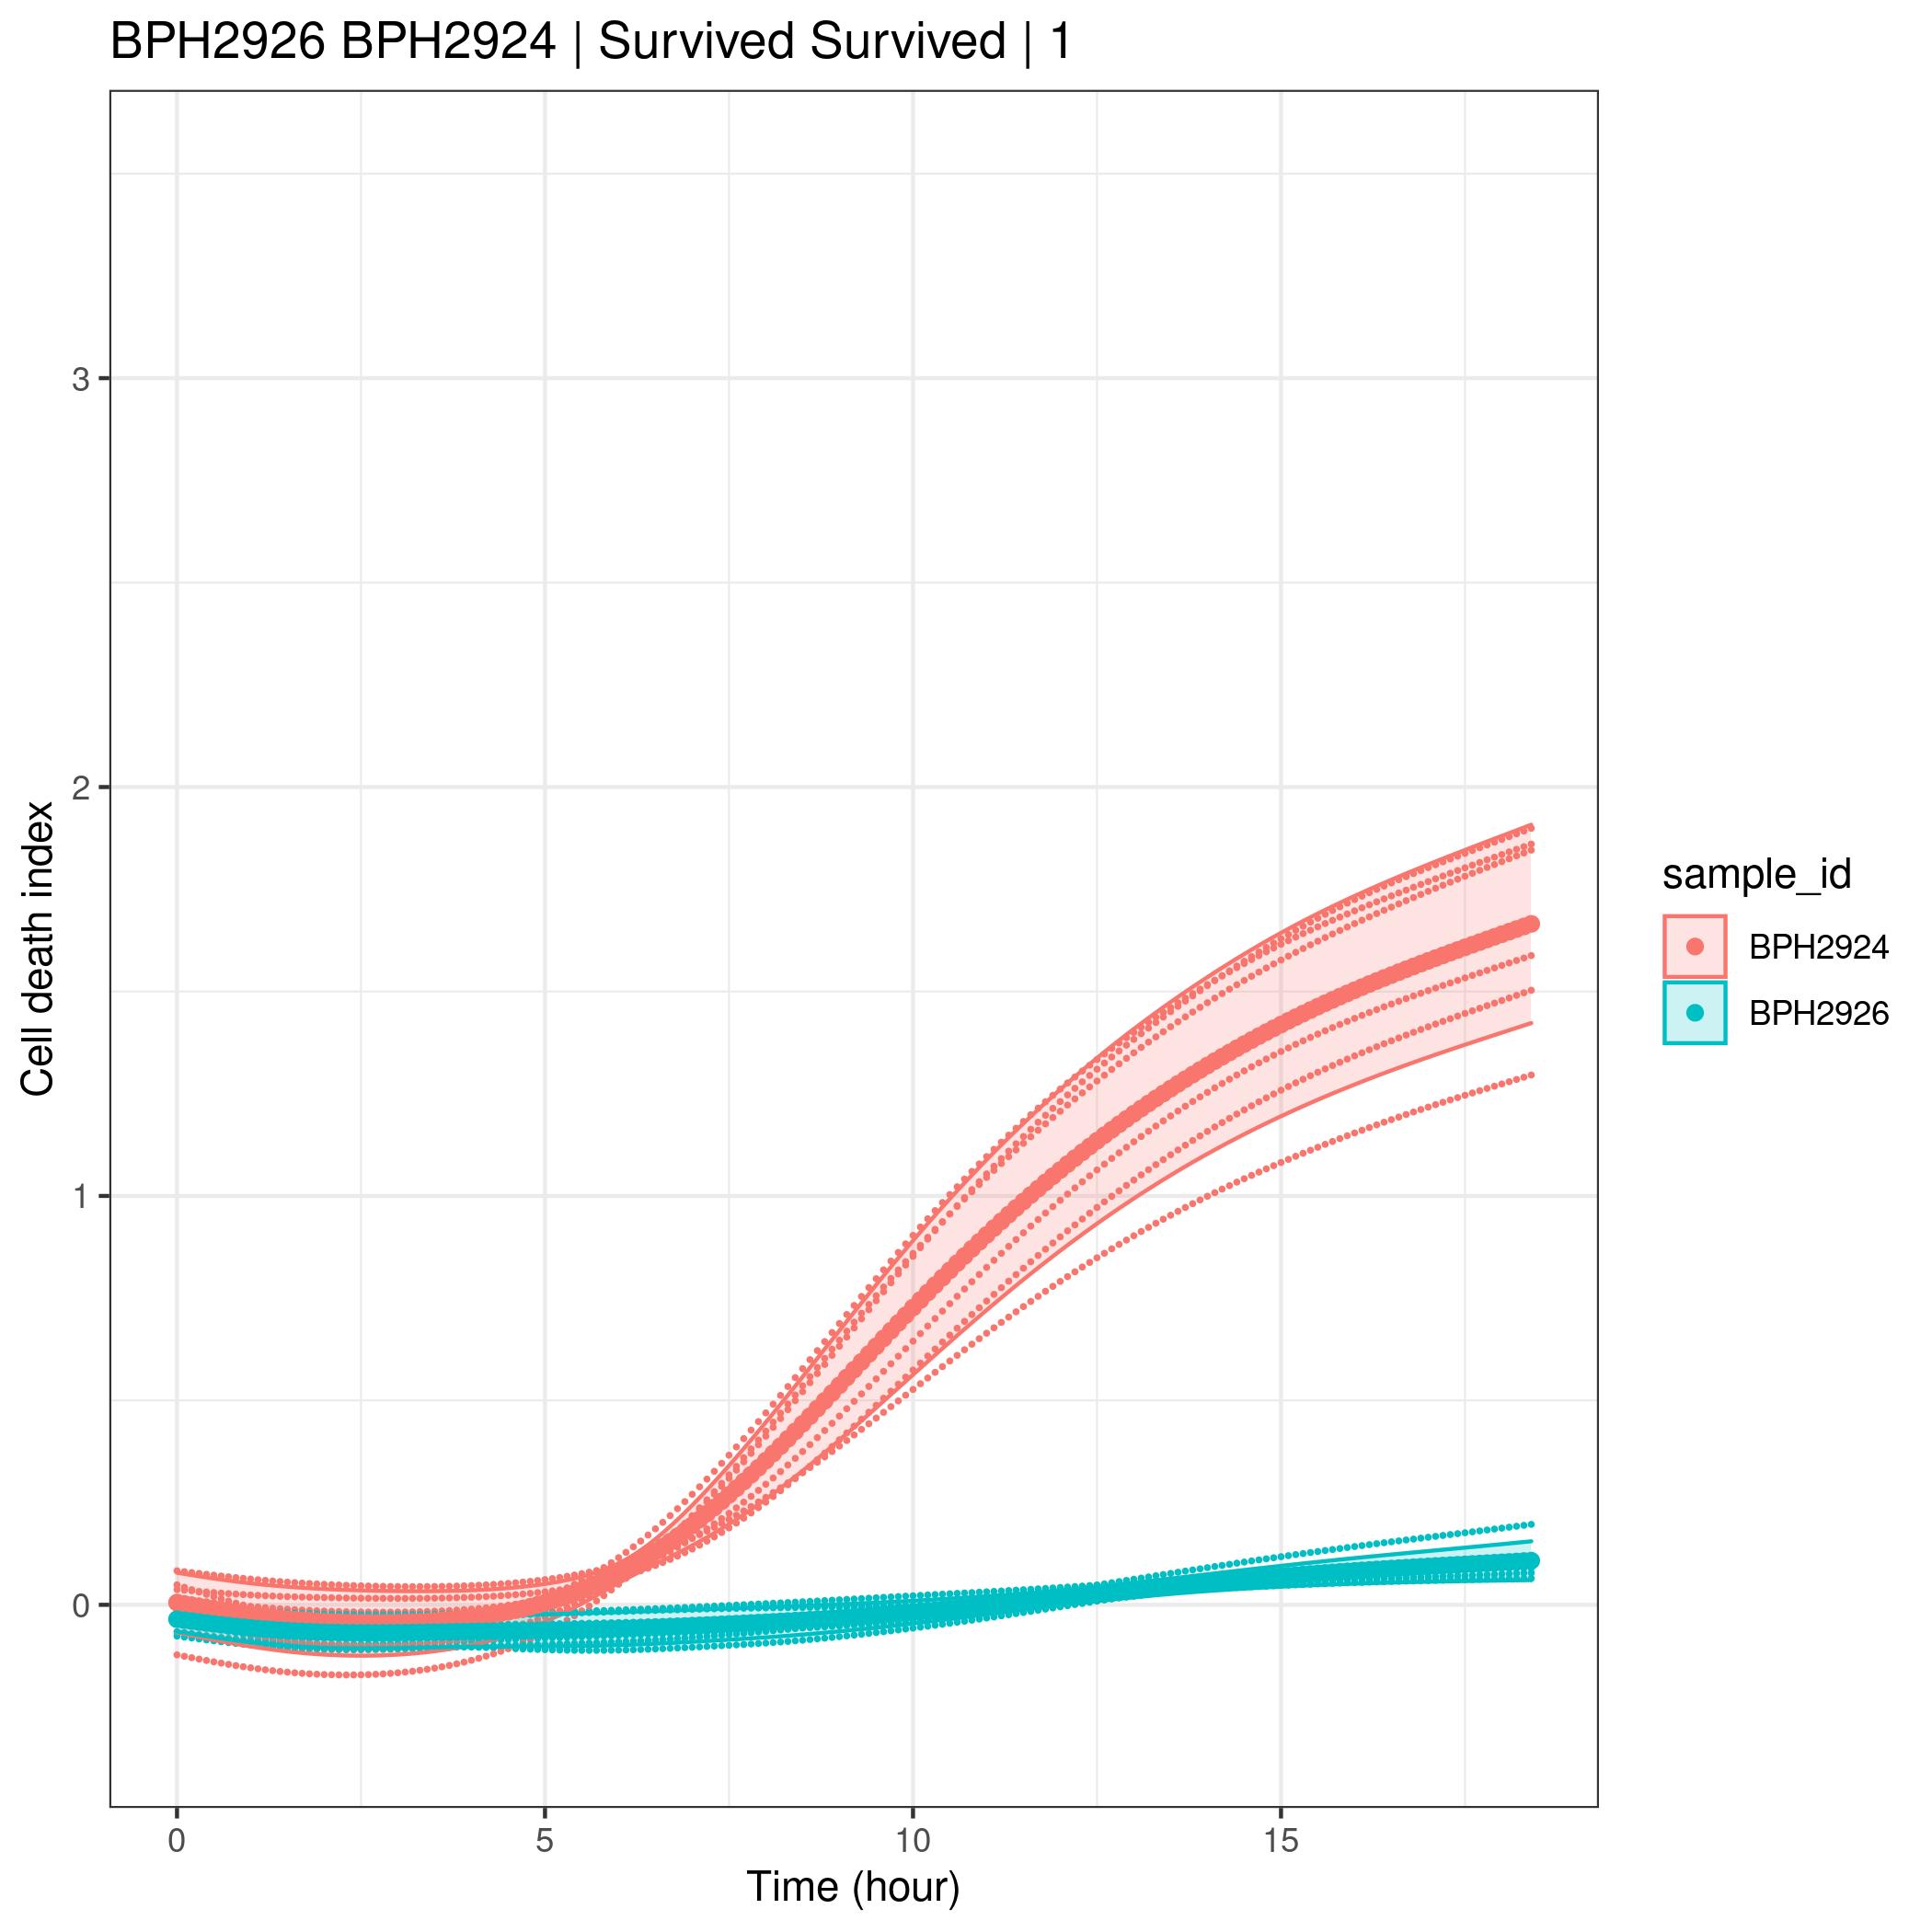 BPH2926 BPH2924 | Survived Survived | 1
3
2
1
0
Cell death index
0 5 10 15
Time (hour)
sample_id
BPH2924
BPH2926